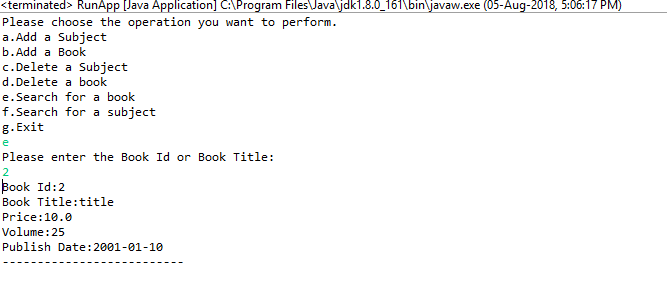 <terminated> RunApp [Java Application] C:\Program Files\Java\jdk1.8.0_161\bin\javaw.exe (05-Aug-2018, 5:06:17 PM)
Please choose the operation you want to perform.
a.Add a Subject
b.Add a Book
c.Delete a Subject
d.Delete a book
e.Search for a book
f.Search for a subject
g.Exit
e
Please enter the Book Id or Book Title:
2
Book Id:2
Book Title:title
Price:10.0
Volume:25
Publish Date:2001-01-10
--------------------------